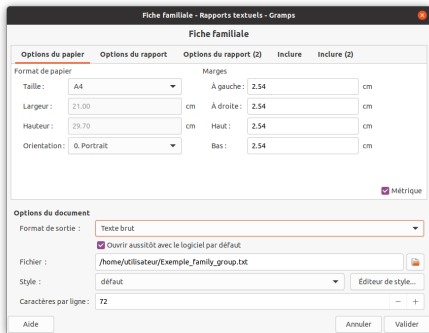 Fiche familiale - Rapports textuels - Gramps
Fiche familiale
Options du papier Options du rapport Options du rapport (2) Inclure Inclure (2)
Format de papier Marges
Taille : A4 À gauche : 2.54 cm
Largeur : 21.00 cm À droite : 2.54 cm
Hauteur : 29.70 cm Haut : 2.54 cm
Orientation : 0. Portrait Bas : 2.54 cm
Métrique
Options du document
Format de sortie : Texte brut
Ouvrir aussitôt avec le logiciel par défaut
Fichier : /home/utilisateur/Exemple_family_group.txt
Style : défaut Éditeur de style...
Caractères par ligne : 72 - +
Aide Annuler Valider